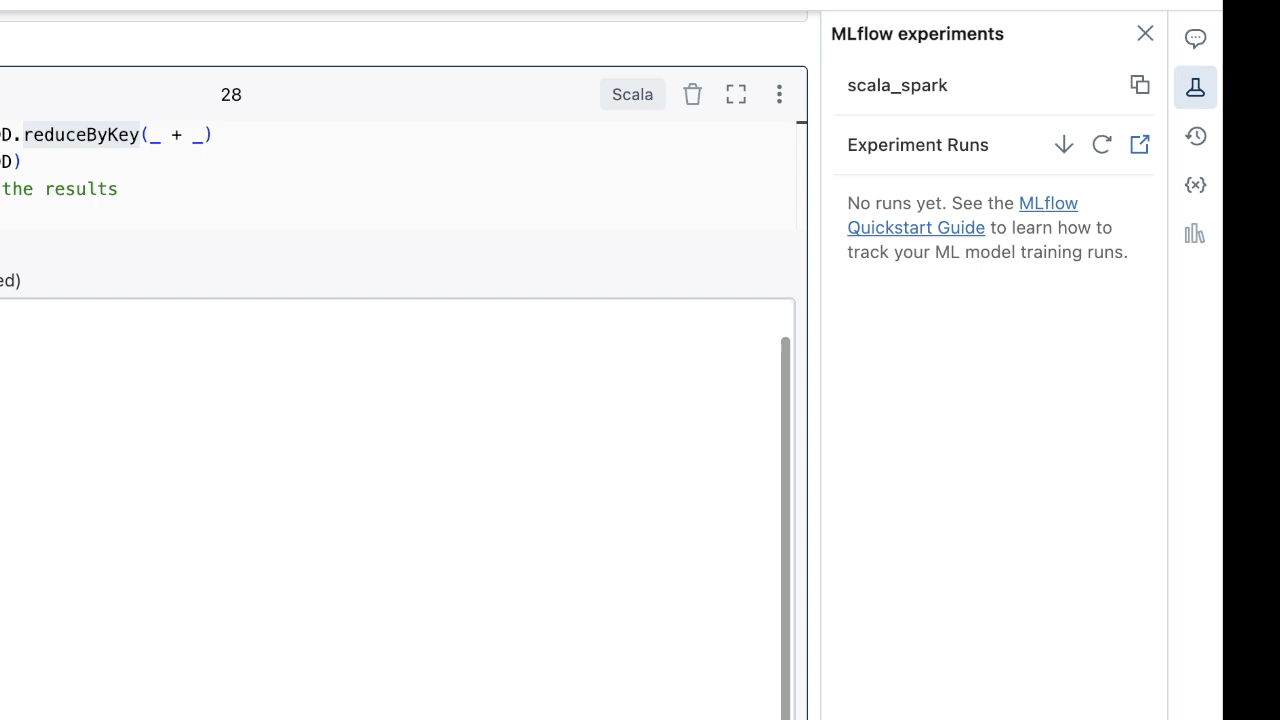 MLflow experiments
28
Scala
scala_spark
D.reduceByKey(_ + _)
Experiment Runs
D)
the results
No runs yet. See the MLflow
Quickstart Guide to learn how to
track your ML model training runs.
ed)